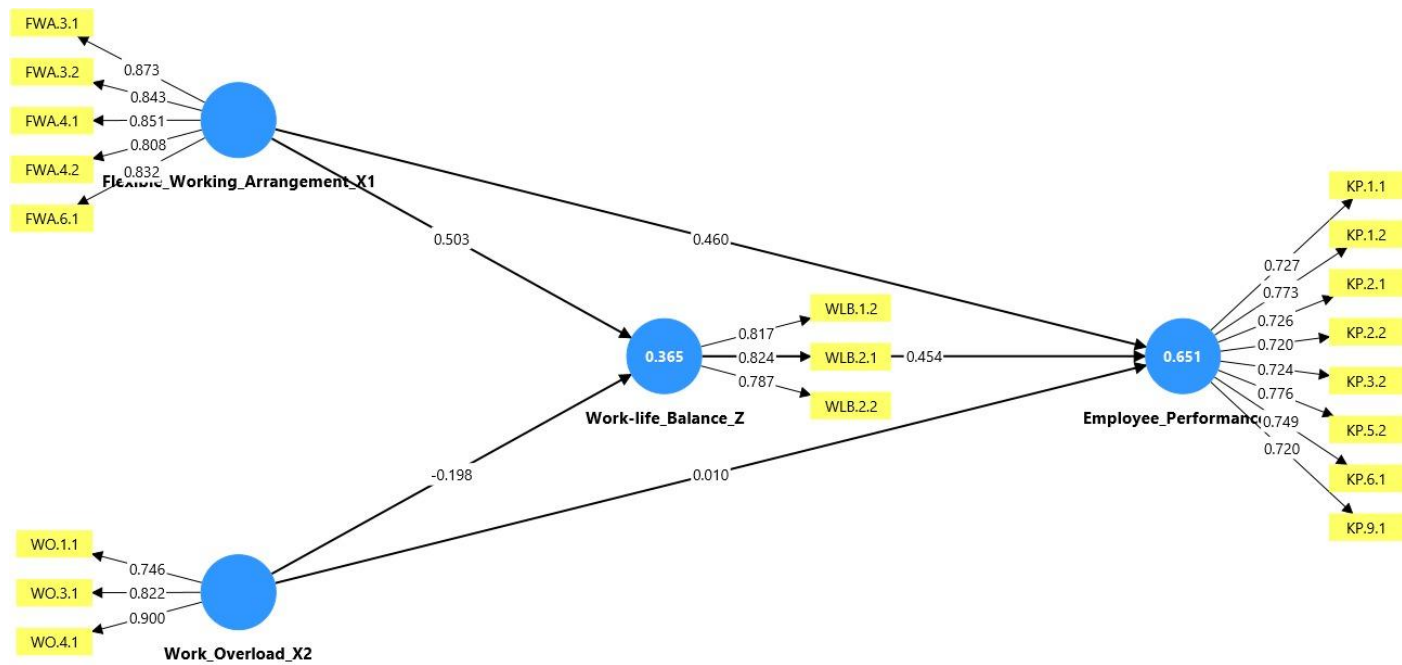 FWA.3.1
FWA.3.2
FWA.4.1
FWA.4.2
FWA.6.1
0.873
0.843
0.851
0.808
0.832
Flexible_Working_Arrangement_X1
0.503
0.460
0.365
Work-life_Balance_Z
0.817
0.824
0.787
WLB.1.2
WLB.2.1
WLB.2.2
0.454
-0.198
0.010
WO.1.1
WO.3.1
WO.4.1
0.746
0.822
0.900
Work_Overload_X2
0.651
Employee_Performanc
0.727
0.773
0.726
0.720
0.724
0.776
0.749
0.720
KP.1.1
KP.1.2
KP.2.1
KP.2.2
KP.3.2
KP.5.2
KP.6.1
KP.9.1